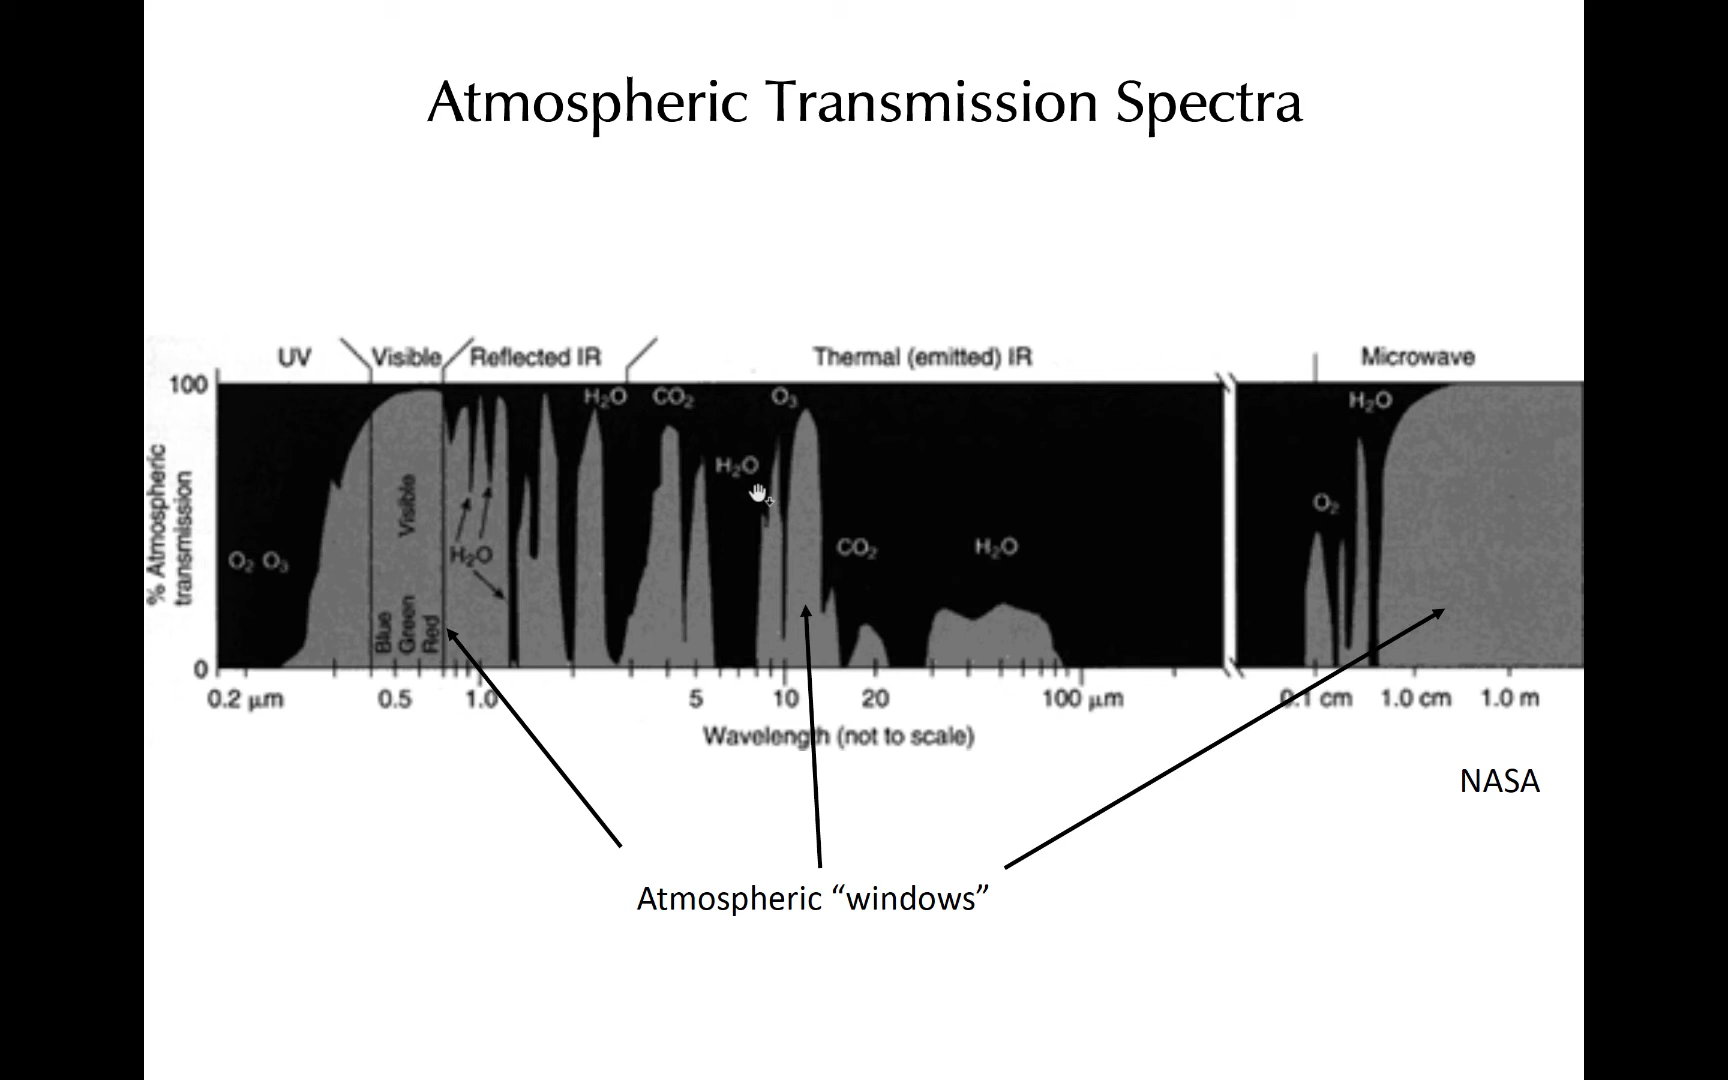 Atmospheric Transmission Spectra
UV Visible Reflected IR Thermal (emitted) IR Microwave
100
% Atmospheric
transmission
0
H₂O CO₂ O₃ H₂O
H₂O
O₂
O₂ O₃
H₂O
CO₂ H₂O
Visible
Blue
Green
Red
0.2 μm 0.5 1.0 5 10 20 100 μm 0.1 cm 1.0 cm 1.0 m
Wavelength (not to scale)
NASA
Atmospheric “windows”